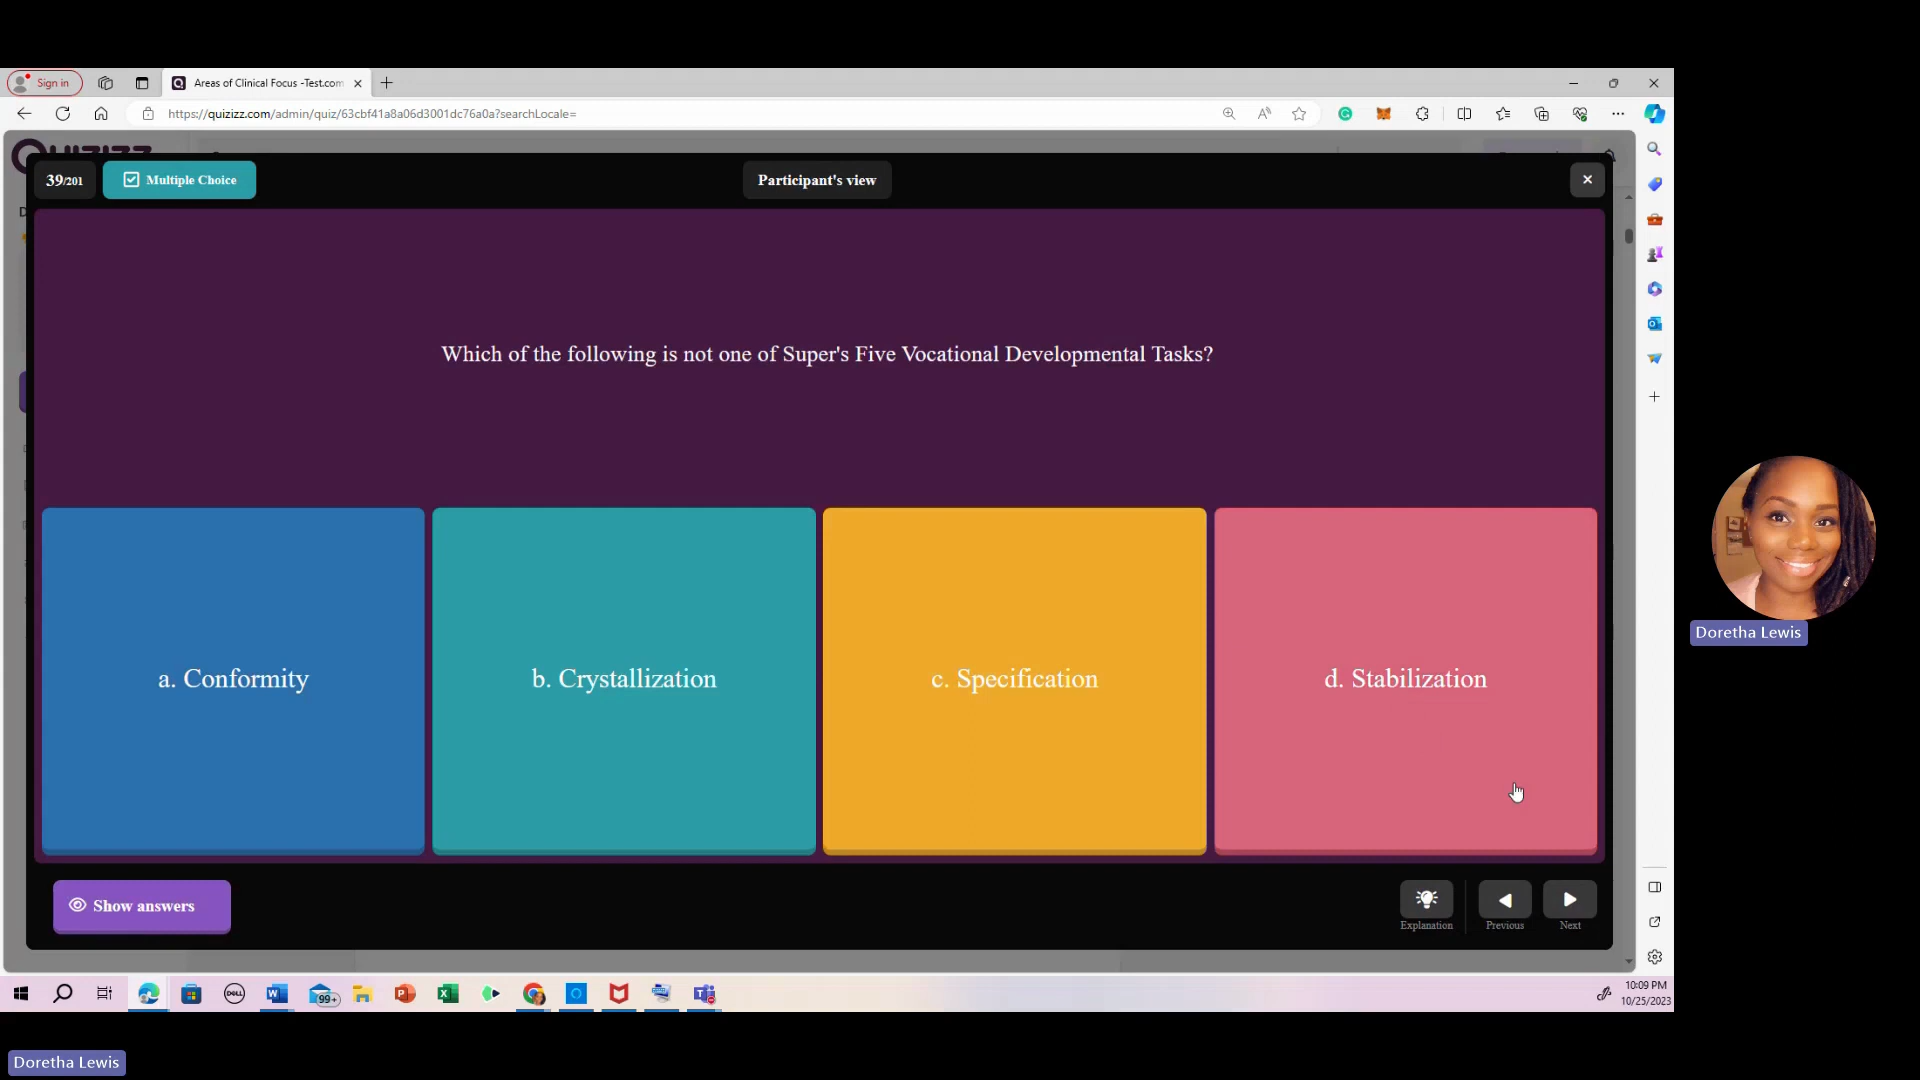 Sign in
Areas of Clinical Focus -Test.com
https://quizizz.com/admin/quiz/63cbf41a8a06d3001dc76a0a?searchLocale=
39/201
Multiple Choice
Participant's view
Which of the following is not one of Super's Five Vocational Developmental Tasks?
a. Conformity
b. Crystallization
c. Specification
d. Stabilization
Show answers
Explanation
Previous
Next
Doretha Lewis
99+
DELL
10:09 PM
10/25/2023
Doretha Lewis